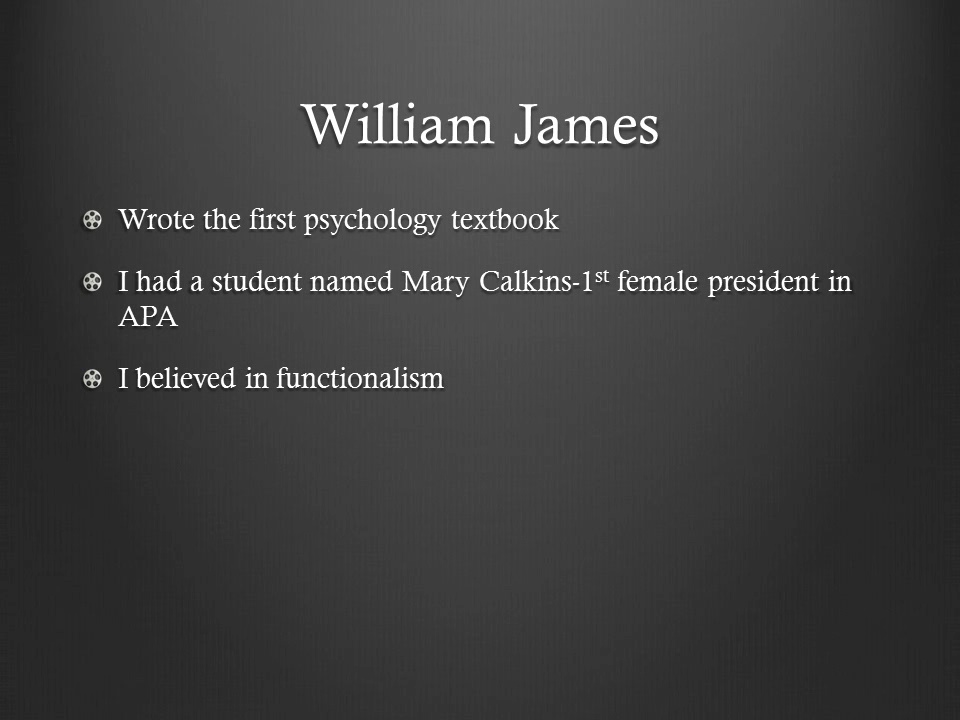 William James
Wrote the first psychology textbook
I had a student named Mary Calkins-1st female president in
APA
I believed in functionalism